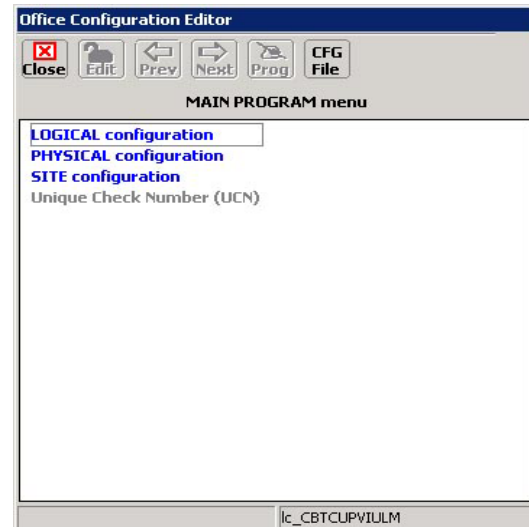 Office Configuration Editor
Close Edit Prev Next Prog CFG File
MAIN PROGRAM menu
LOGICAL configuration
PHYSICAL configuration
SITE configuration
Unique Check Number (UCN)
lc_CBTCUPVIULM